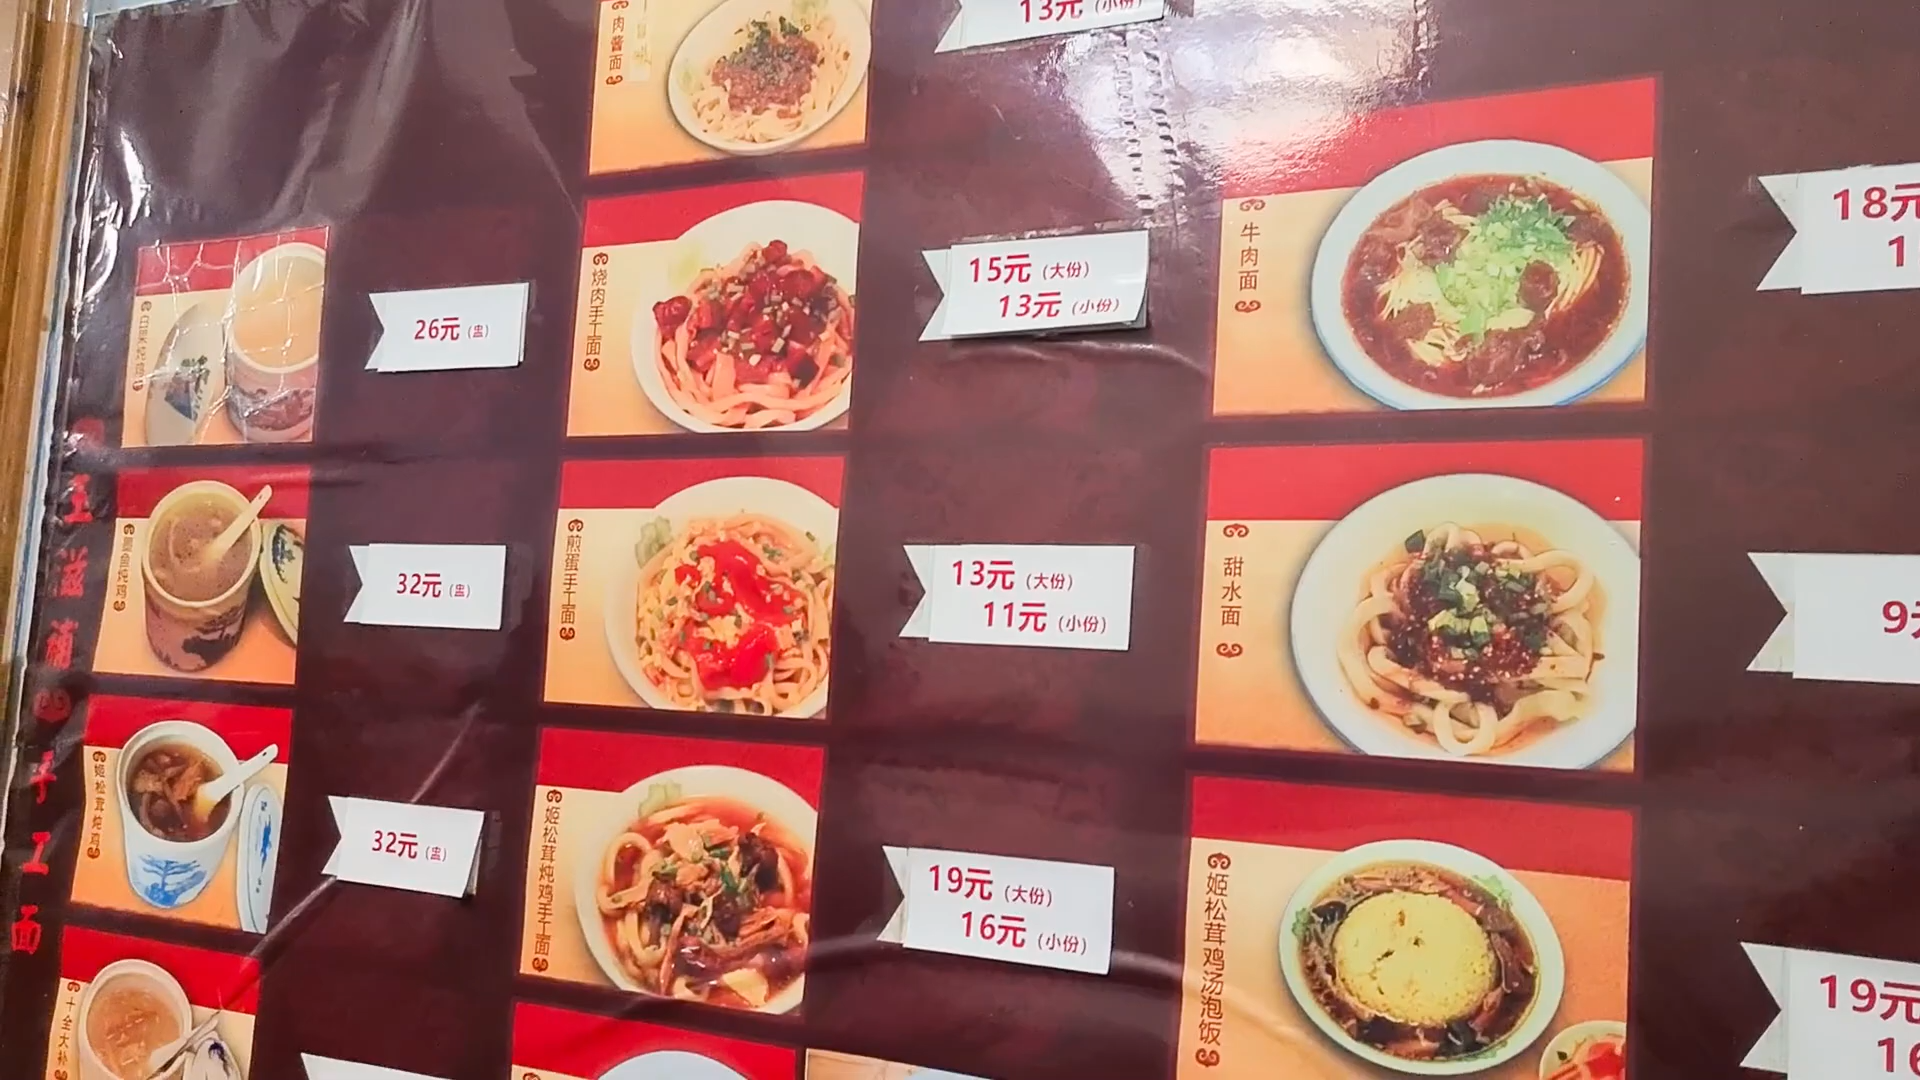 肉酱面
13元(小份)
白果炖鸡
26元(盅)
烧肉手工面
15元(大份)
13元(小份)
牛肉面
18元
墨鱼炖鸡
32元(盅)
煎蛋手工面
13元(大份)
11元(小份)
甜水面
9元
姬松茸炖鸡
32元(盅)
姬松茸炖鸡手工面
19元(大份)
16元(小份)
姬松茸鸡汤泡饭
19元
16
十全大补
滋补
手工面